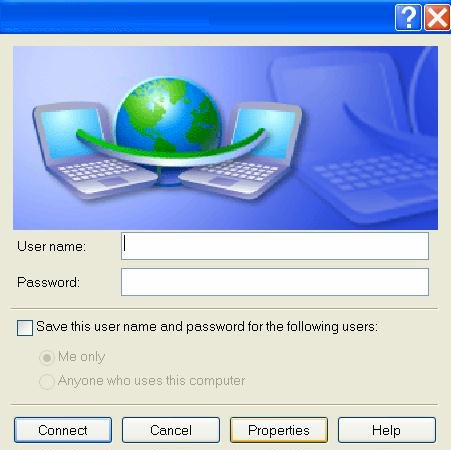 User name:
Password:
Save this user name and password for the following users:
Me only
Anyone who uses this computer
Connect Cancel Properties Help